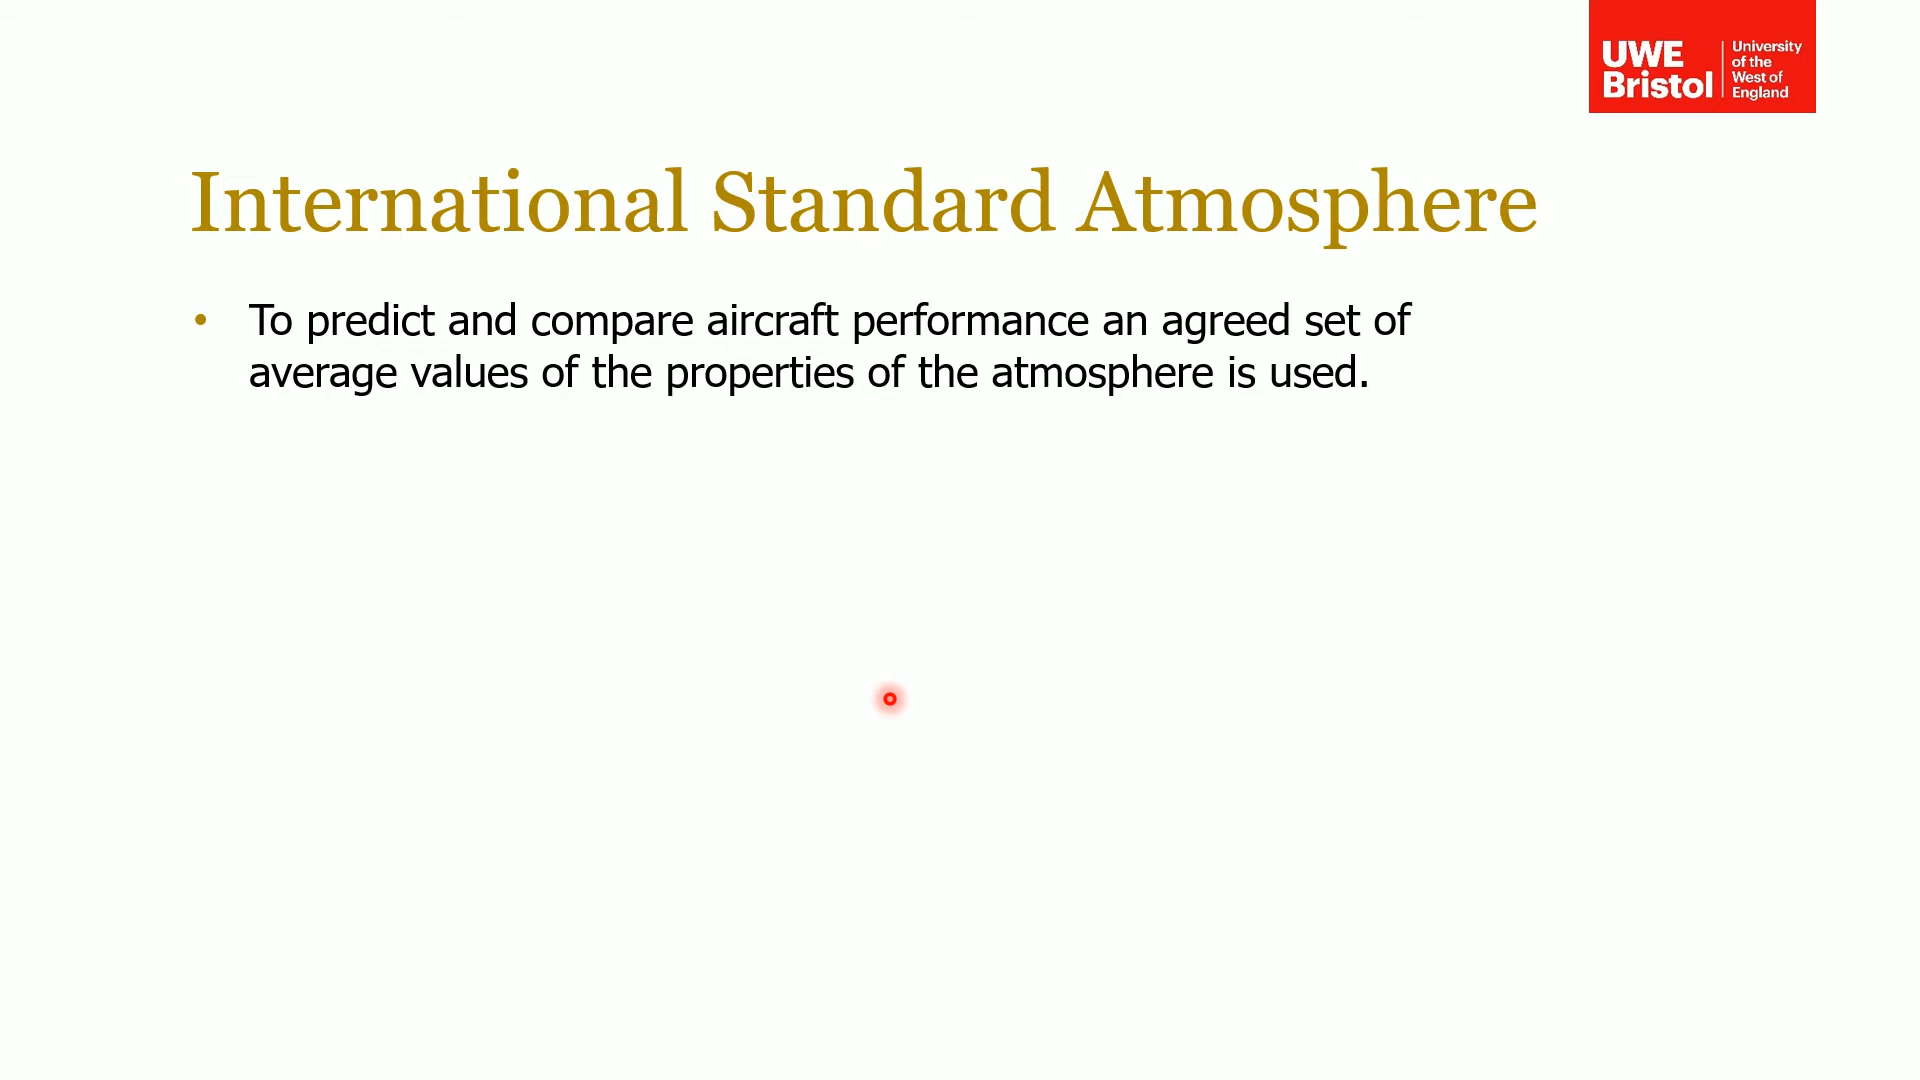 UWE
Bristol
University
of the
West of
England
International Standard Atmosphere
• To predict and compare aircraft performance an agreed set of
average values of the properties of the atmosphere is used.